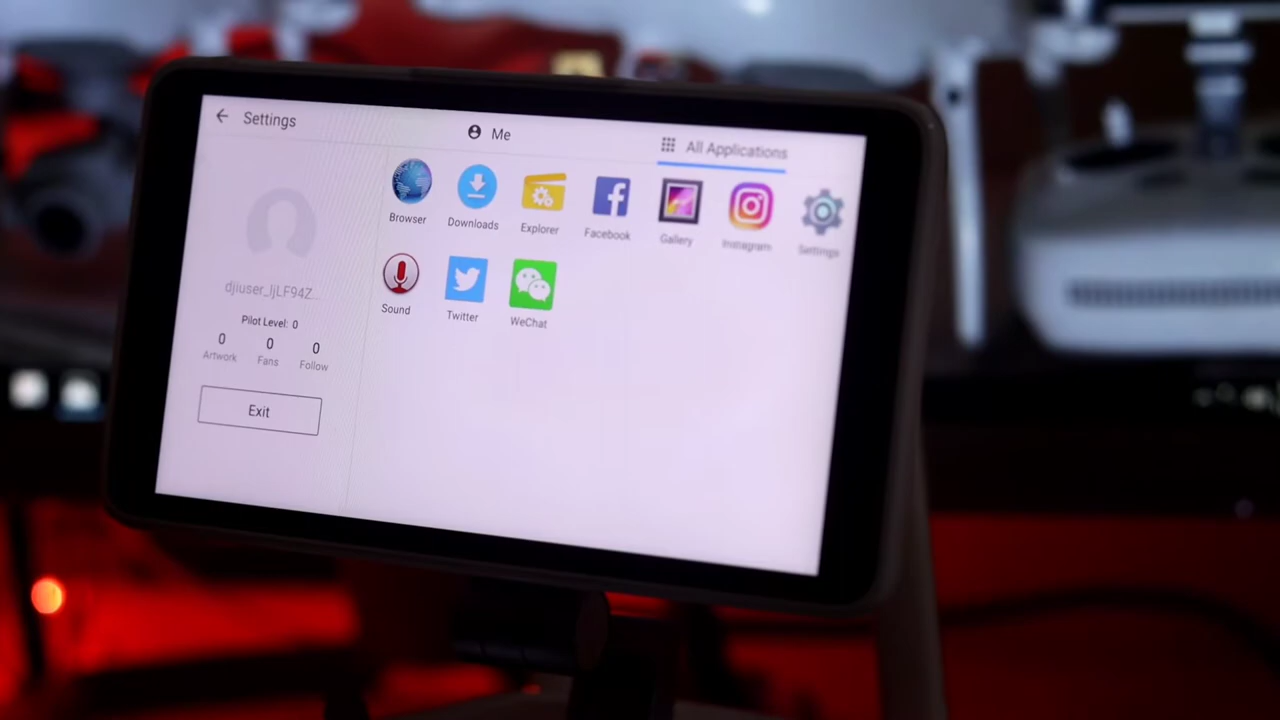 Settings
Me
All Applications
Browser
Downloads
Explorer
Facebook
Gallery
Instagram
Settings
Sound
Twitter
WeChat
djiuser_ljLF94Z...
Pilot Level: 0
0 0 0
Artwork Fans Follow
Exit